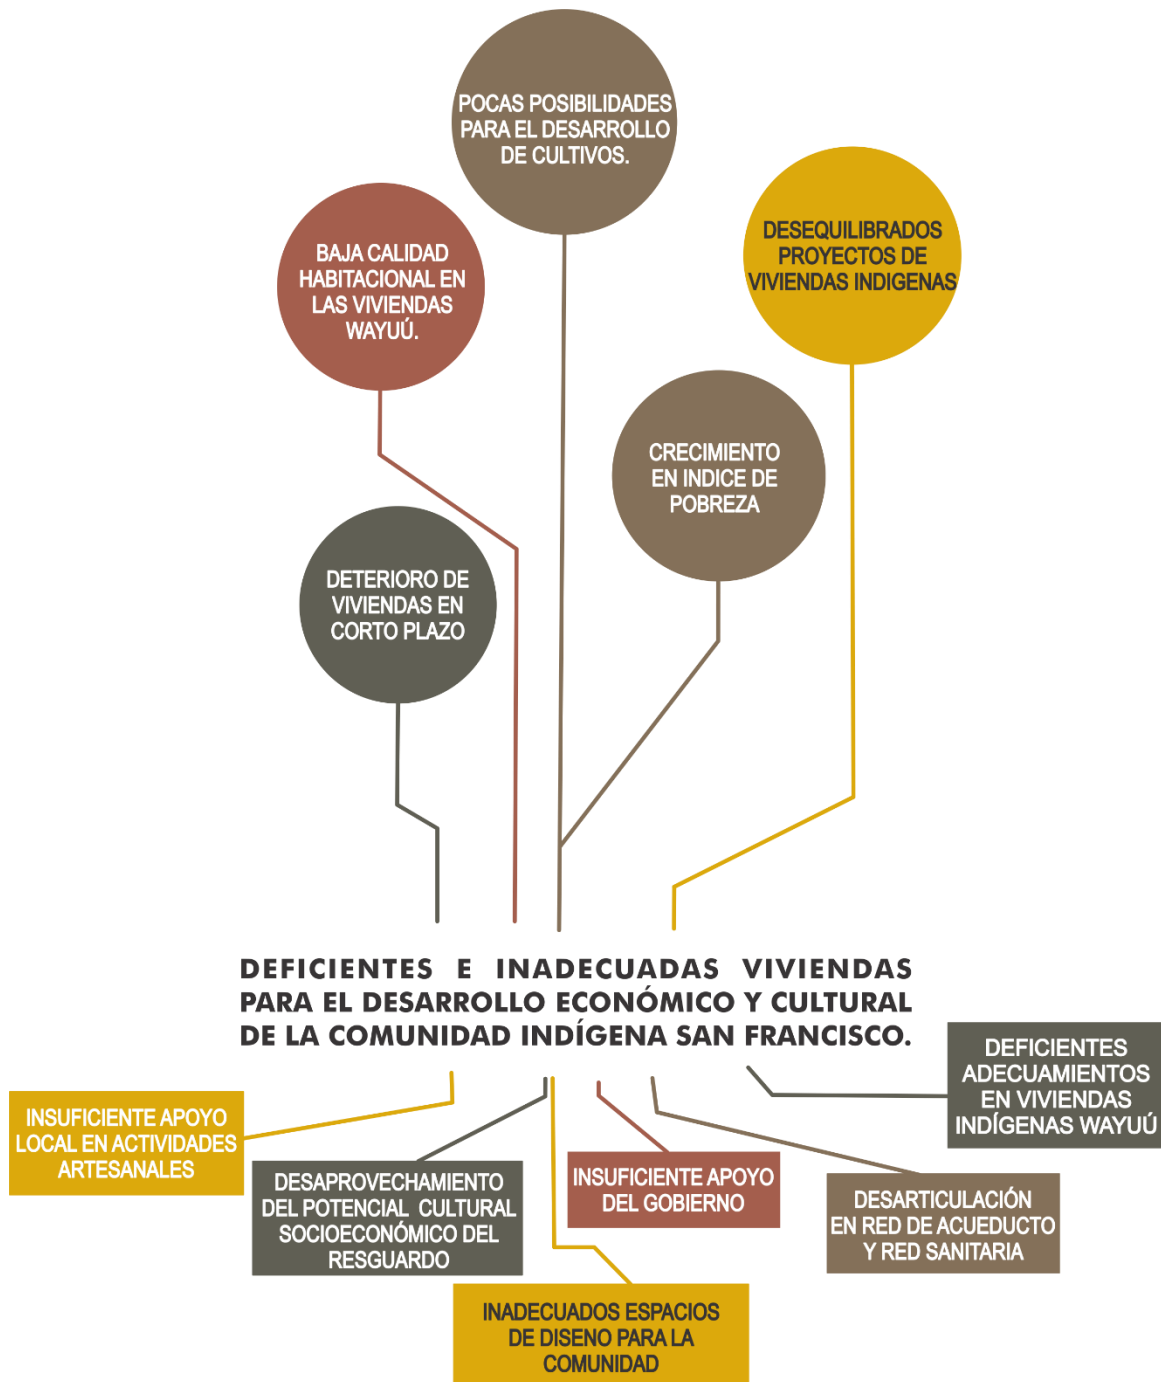 POCAS POSIBILIDADES
PARA EL DESARROLLO
DE CULTIVOS.
DESEQUILIBRADOS
PROYECTOS DE
VIVIENDAS INDIGENAS
BAJA CALIDAD
HABITACIONAL EN
LAS VIVIENDAS
WAYUÚ.
CRECIMIENTO
EN INDICE DE
POBREZA
DETERIORO DE
VIVIENDAS EN
CORTO PLAZO
DEFICIENTES E INADECUADAS VIVIENDAS
PARA EL DESARROLLO ECONÓMICO Y CULTURAL
DE LA COMUNIDAD INDÍGENA SAN FRANCISCO.
DEFICIENTES
ADECUAMIENTOS
EN VIVIENDAS
INDÍGENAS WAYUÚ
INSUFICIENTE APOYO
LOCAL EN ACTIVIDADES
ARTESANALES
DESAPROVECHAMIENTO
DEL POTENCIAL CULTURAL
SOCIOECONÓMICO DEL
RESGUARDO
INSUFICIENTE APOYO
DEL GOBIERNO
DESARTICULACIÓN
EN RED DE ACUEDUCTO
Y RED SANITARIA
INADECUADOS ESPACIOS
DE DISENO PARA LA
COMUNIDAD